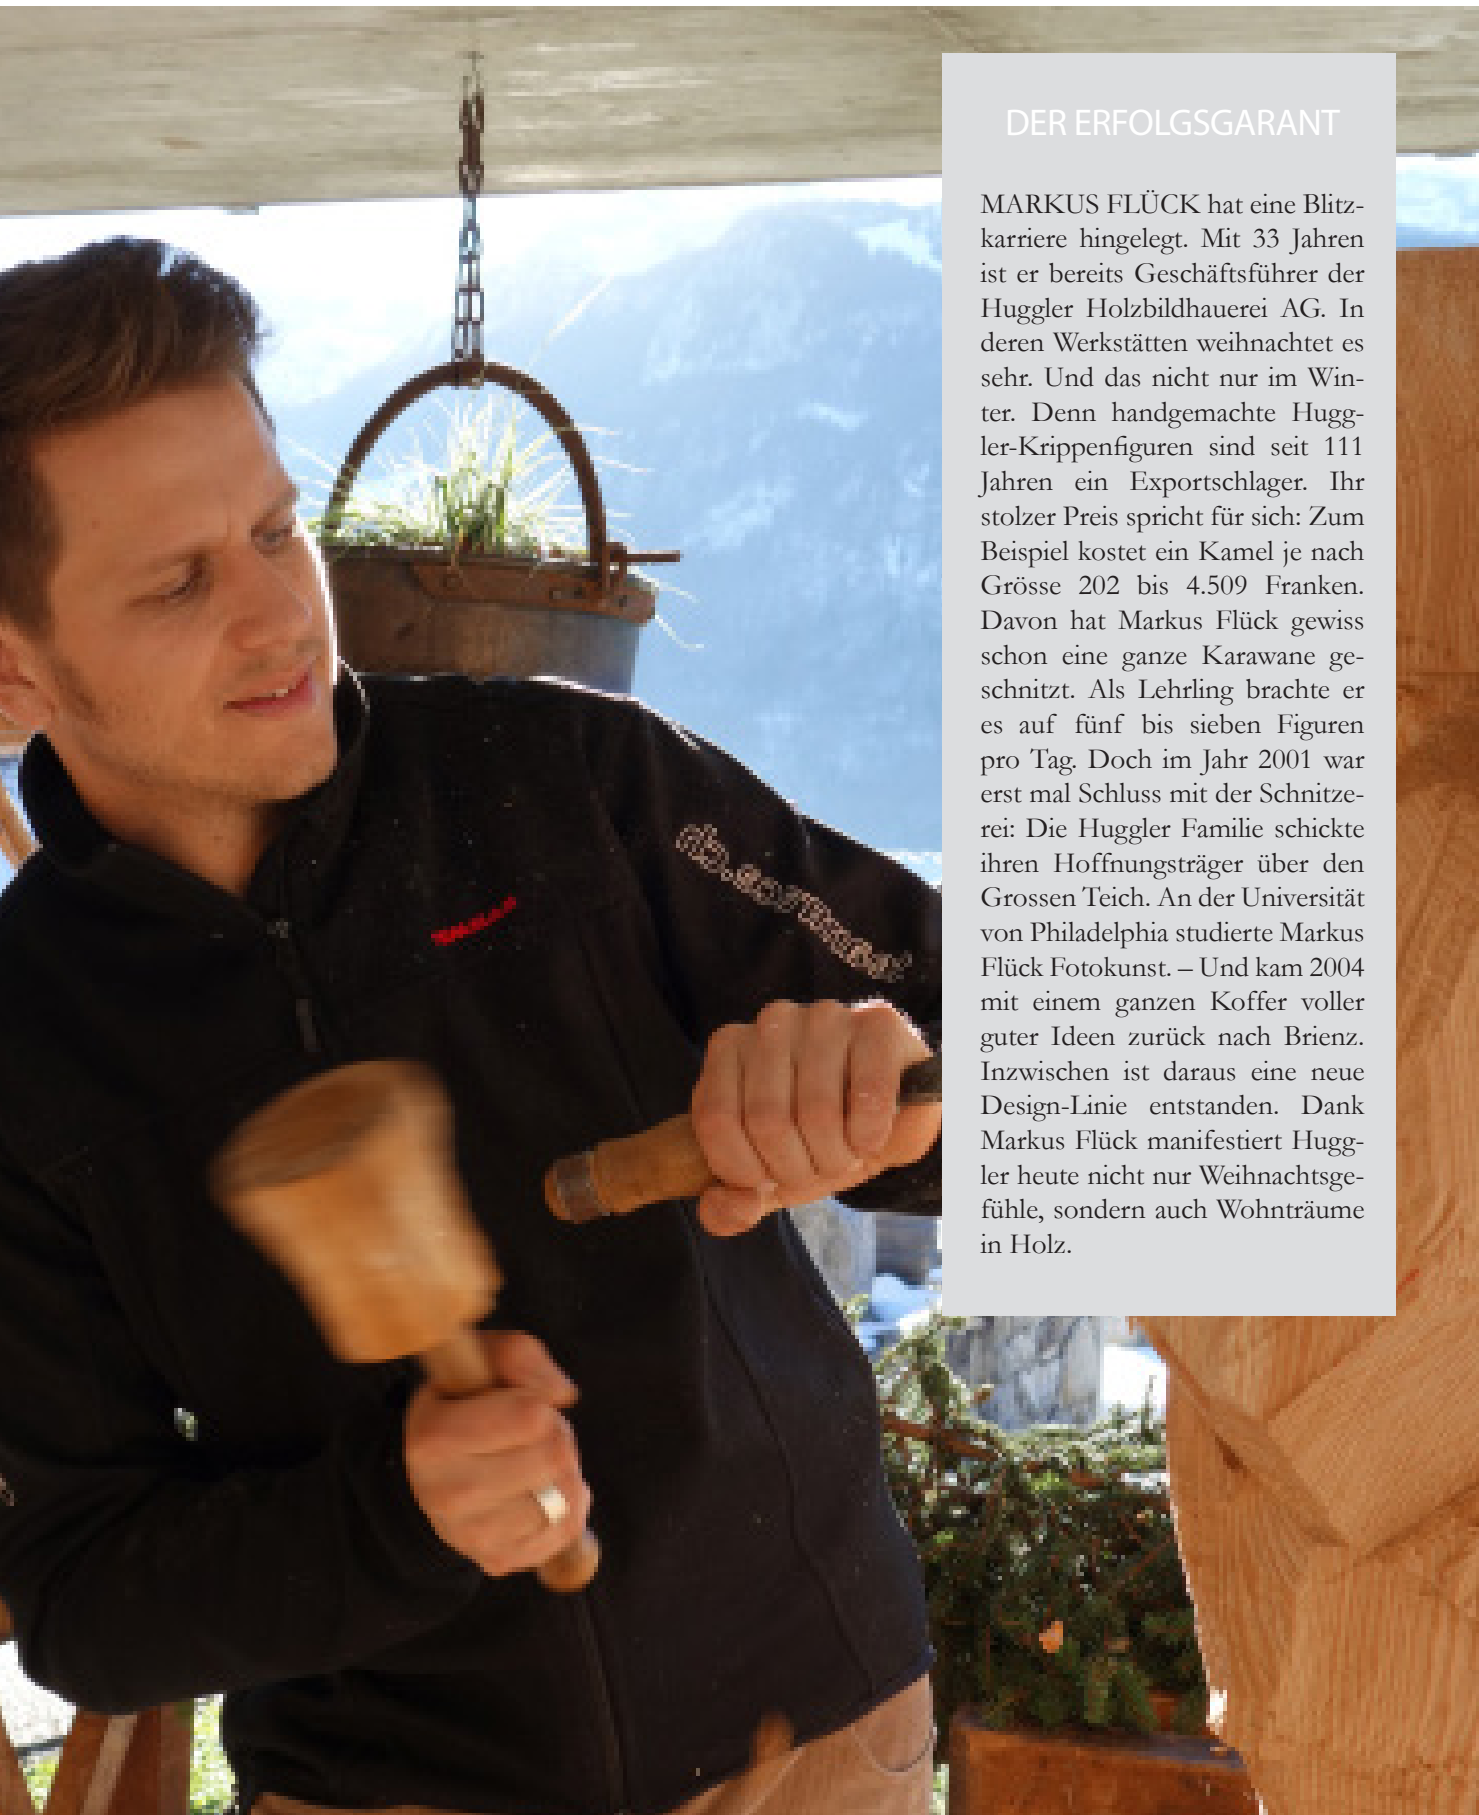 DER ERFOLGSGARANT
MARKUS FLÜCK hat eine Blitz-
karriere hingelegt. Mit 33 Jahren
ist er bereits Geschäftsführer der
Huggler Holzbildhauerei AG. In
deren Werkstätten weihnachtet es
sehr. Und das nicht nur im Win-
ter. Denn handgemachte Hugg-
ler-Krippenfiguren sind seit 111
Jahren ein Exportschlager. Ihr
stolzer Preis spricht für sich: Zum
Beispiel kostet ein Kamel je nach
Grösse 202 bis 4.509 Franken.
Davon hat Markus Flück gewiss
schon eine ganze Karawane ge-
schnitzt. Als Lehrling brachte er
es auf fünf bis sieben Figuren
pro Tag. Doch im Jahr 2001 war
erst mal Schluss mit der Schnitze-
rei: Die Huggler Familie schickte
ihren Hoffnungsträger über den
Grossen Teich. An der Universität
von Philadelphia studierte Markus
Flück Fotokunst. – Und kam 2004
mit einem ganzen Koffer voller
guter Ideen zurück nach Brienz.
Inzwischen ist daraus eine neue
Design-Linie entstanden. Dank
Markus Flück manifestiert Hugg-
ler heute nicht nur Weihnachtsge-
fühle, sondern auch Wohnträume
in Holz.